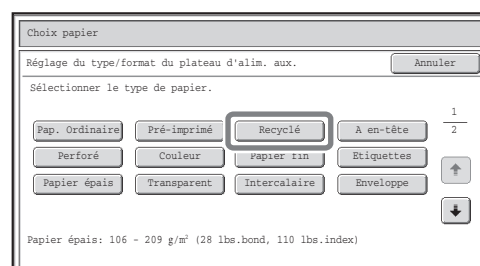 Choix papier
Réglage du type/format du plateau d'alim. aux.
Annuler
Sélectionner le type de papier.
1
2
Pap. Ordinaire
Pré-imprimé
Recyclé
A en-tête
Perforé
Couleur
Papier fin
Etiquettes
Papier épais
Transparent
Intercalaire
Enveloppe
Papier épais: 106 - 209 g/m² (28 lbs.bond, 110 lbs.index)